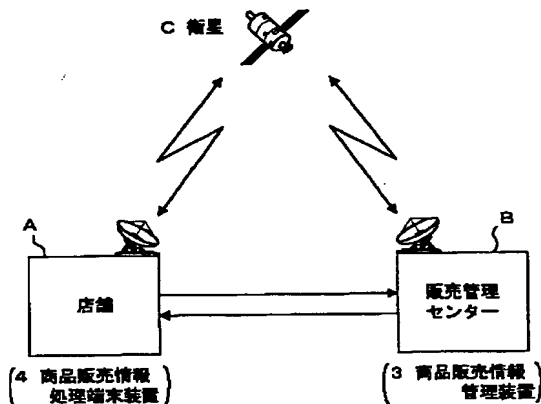 C 衛星
A
B
店舗
販売管理
センター
(4 商品販売情報
処理端末装置)
(3 商品販売情報
管理装置)